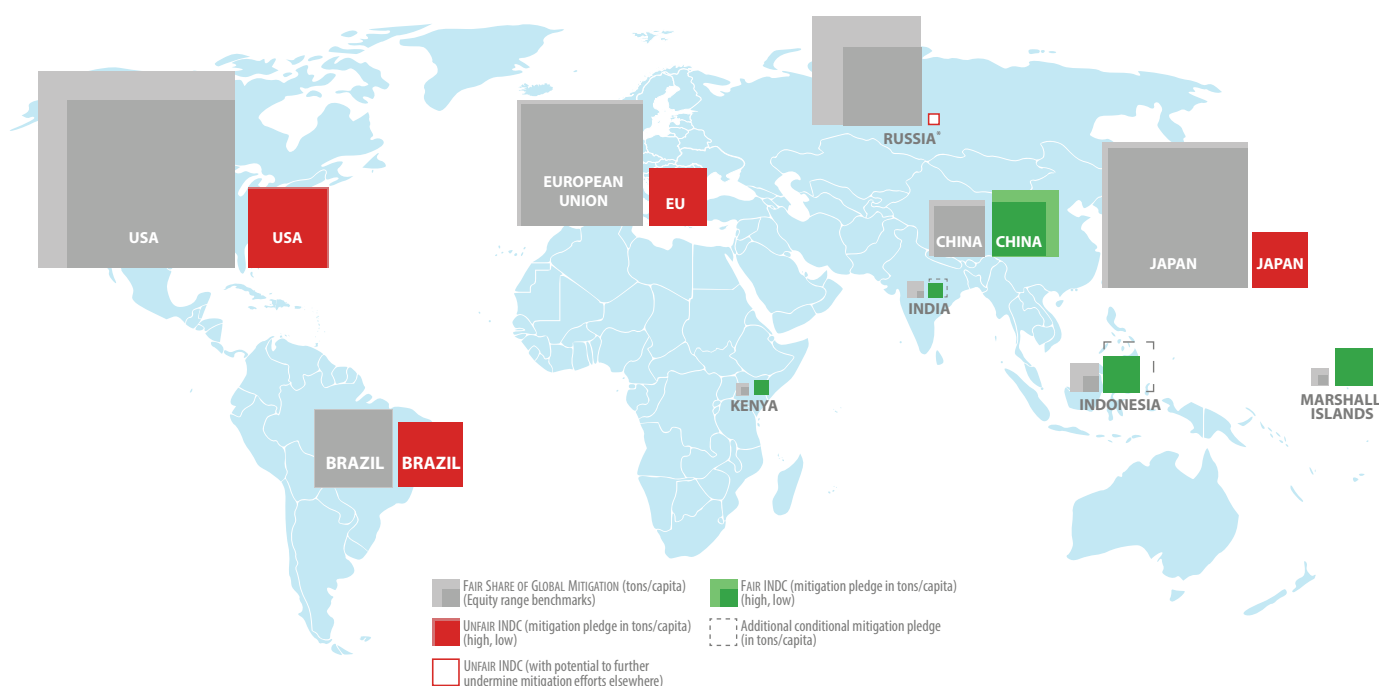 RUSSIA*
EUROPEAN
UNION
EU
USA
USA
CHINA
CHINA
JAPAN
JAPAN
INDIA
KENYA
INDONESIA
MARSHALL
ISLANDS
BRAZIL
BRAZIL
FAIR SHARE OF GLOBAL MITIGATION (tons/capita)
(Equity range benchmarks)
UNFAIR INDC (mitigation pledge in tons/capita)
(high, low)
UNFAIR INDC (with potential to further
undermine mitigation efforts elsewhere)
FAIR INDC (mitigation pledge in tons/capita)
(high, low)
Additional conditional mitigation pledge
(in tons/capita)